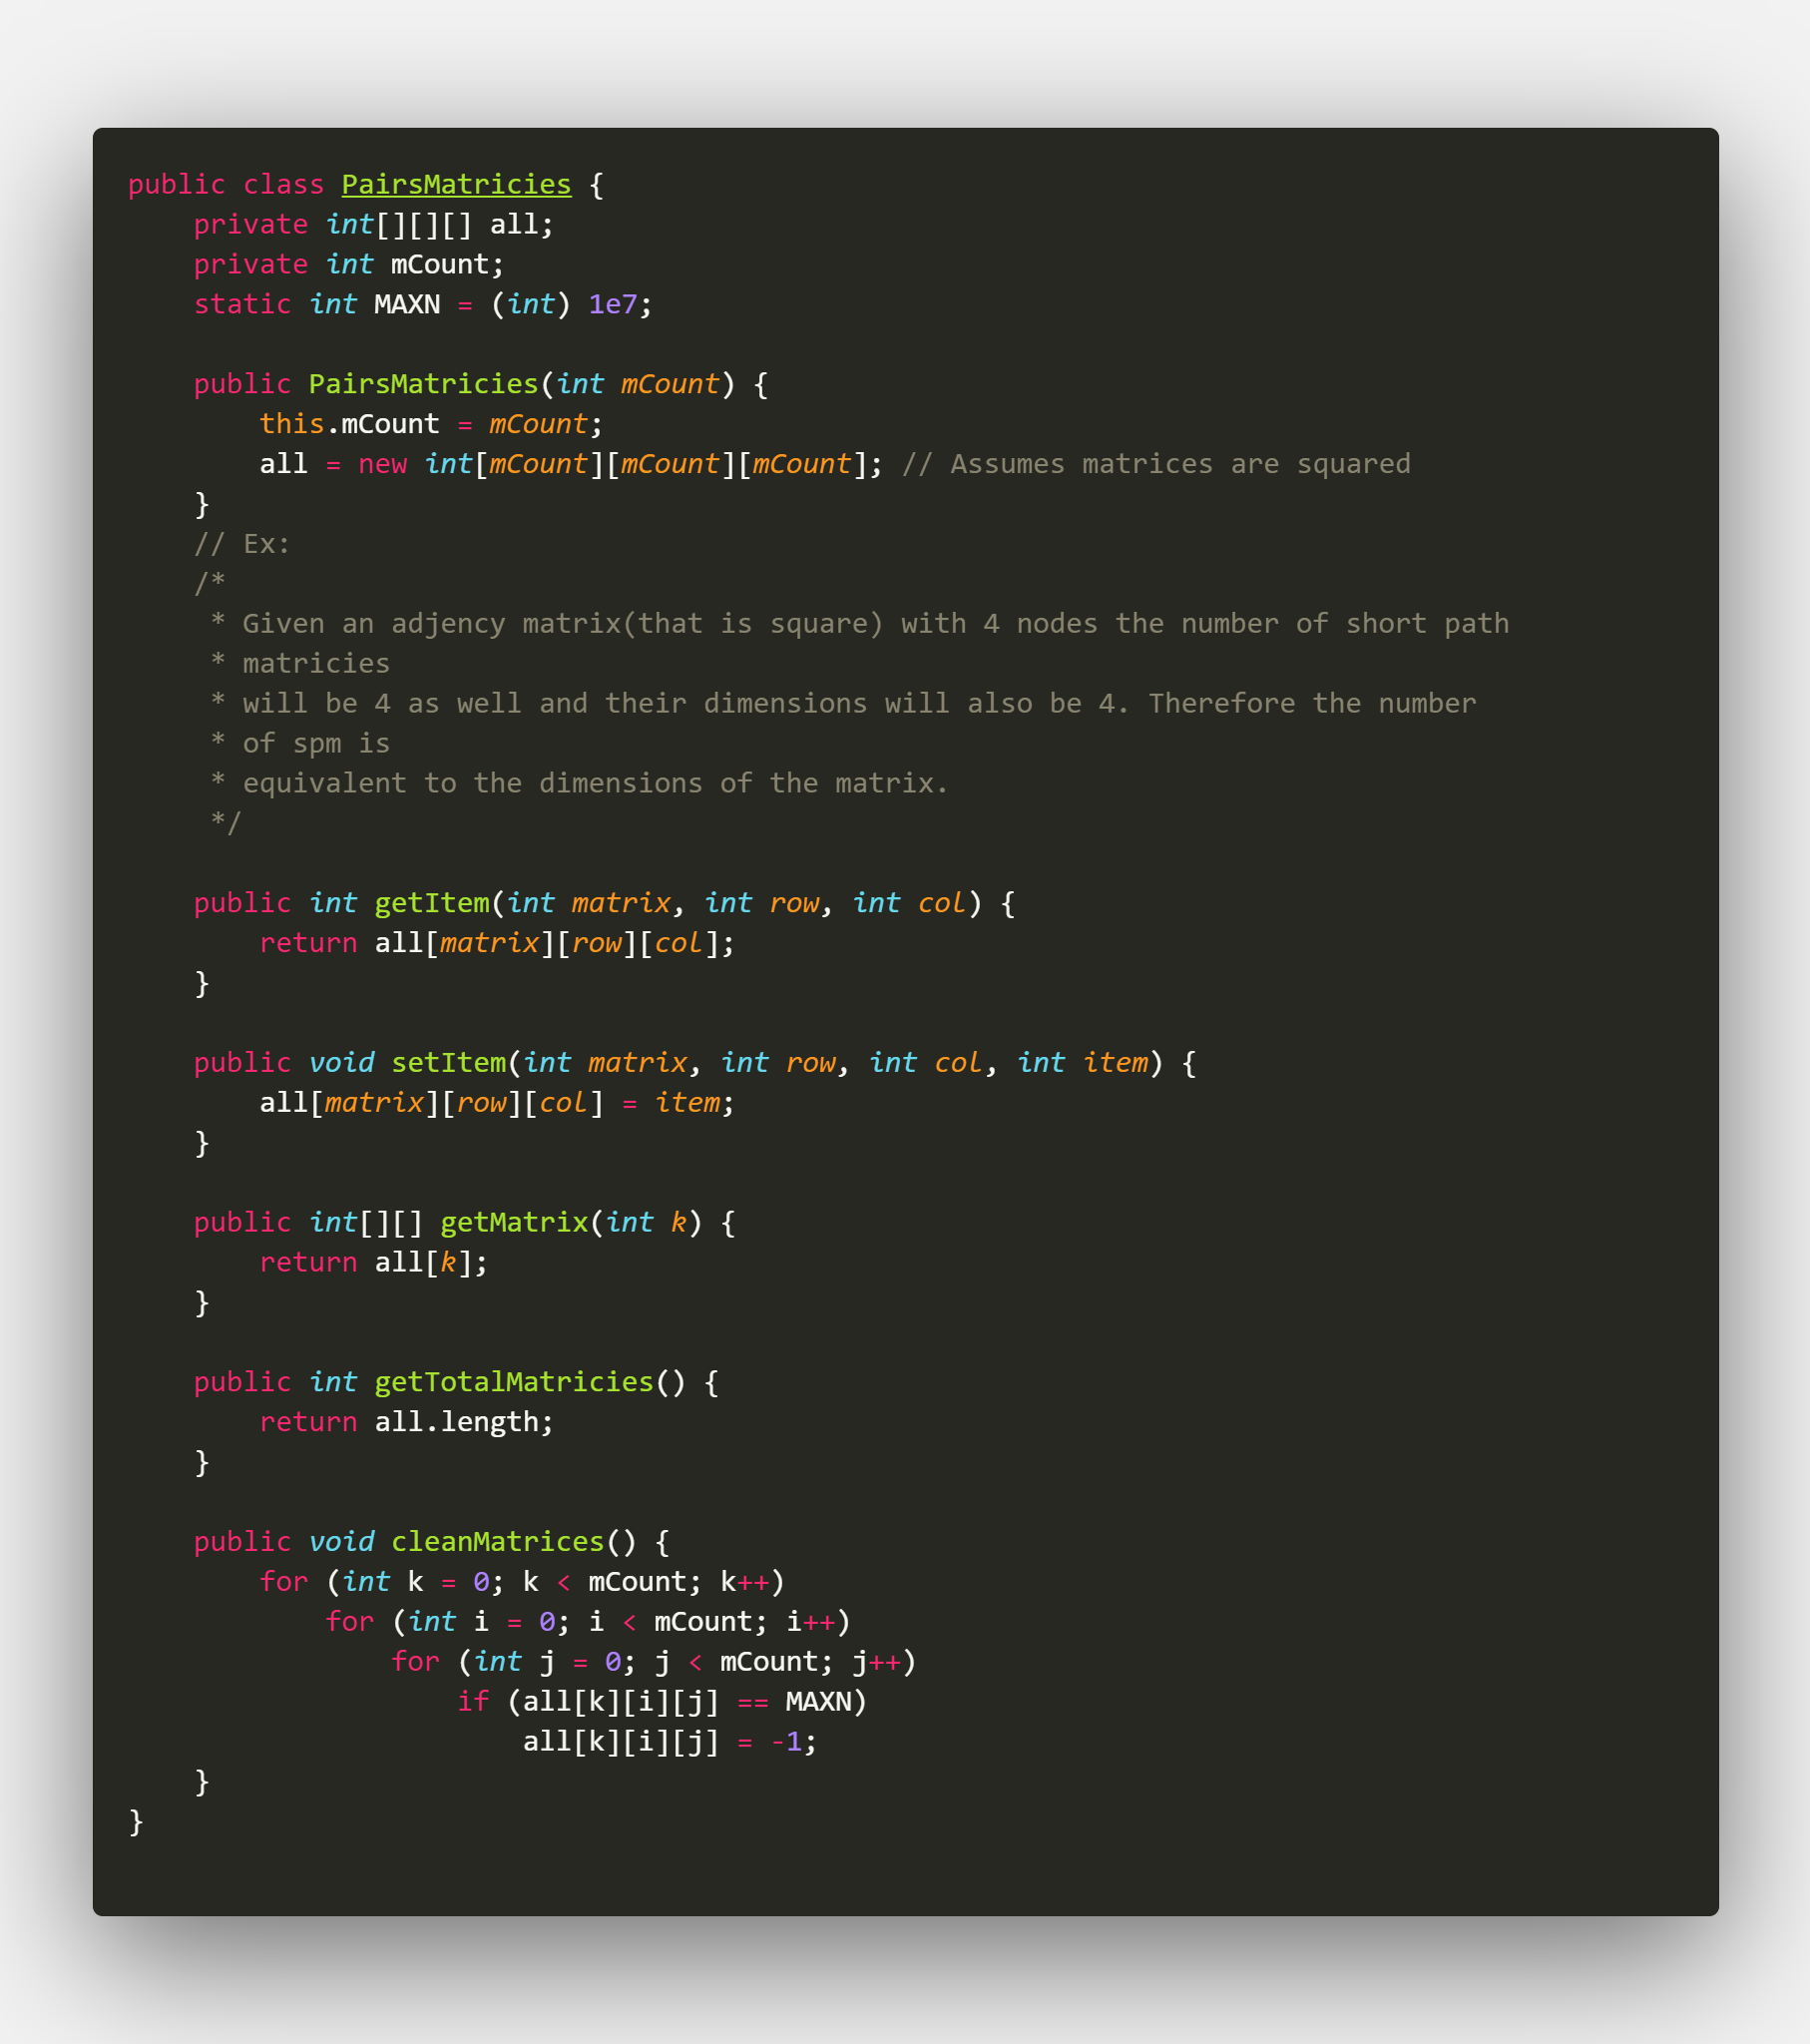 public class PairsMatricies {
    private int[][][] all;
    private int mCount;
    static int MAXN = (int) 1e7;

    public PairsMatricies(int mCount) {
        this.mCount = mCount;
        all = new int[mCount][mCount][mCount]; // Assumes matrices are squared
    }
    // Ex:
    /*
     * Given an adjency matrix(that is square) with 4 nodes the number of short path
     * matricies
     * will be 4 as well and their dimensions will also be 4. Therefore the number
     * of spm is
     * equivalent to the dimensions of the matrix.
     */

    public int getItem(int matrix, int row, int col) {
        return all[matrix][row][col];
    }

    public void setItem(int matrix, int row, int col, int item) {
        all[matrix][row][col] = item;
    }

    public int[][] getMatrix(int k) {
        return all[k];
    }

    public int getTotalMatricies() {
        return all.length;
    }

    public void cleanMatrices() {
        for (int k = 0; k < mCount; k++)
            for (int i = 0; i < mCount; i++)
                for (int j = 0; j < mCount; j++)
                    if (all[k][i][j] == MAXN)
                        all[k][i][j] = -1;
    }
}